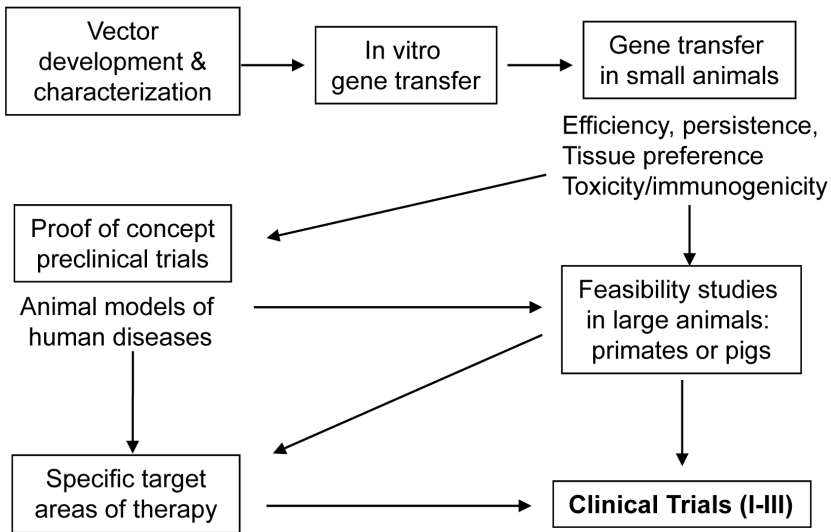 Vector
development &
characterization
In vitro
gene transfer
Gene transfer
in small animals
Efficiency, persistence,
Tissue preference
Toxicity/immunogenicity
Proof of concept
preclinical trials
Animal models of
human diseases
Feasibility studies
in large animals:
primates or pigs
Specific target
areas of therapy
Clinical Trials (I-III)